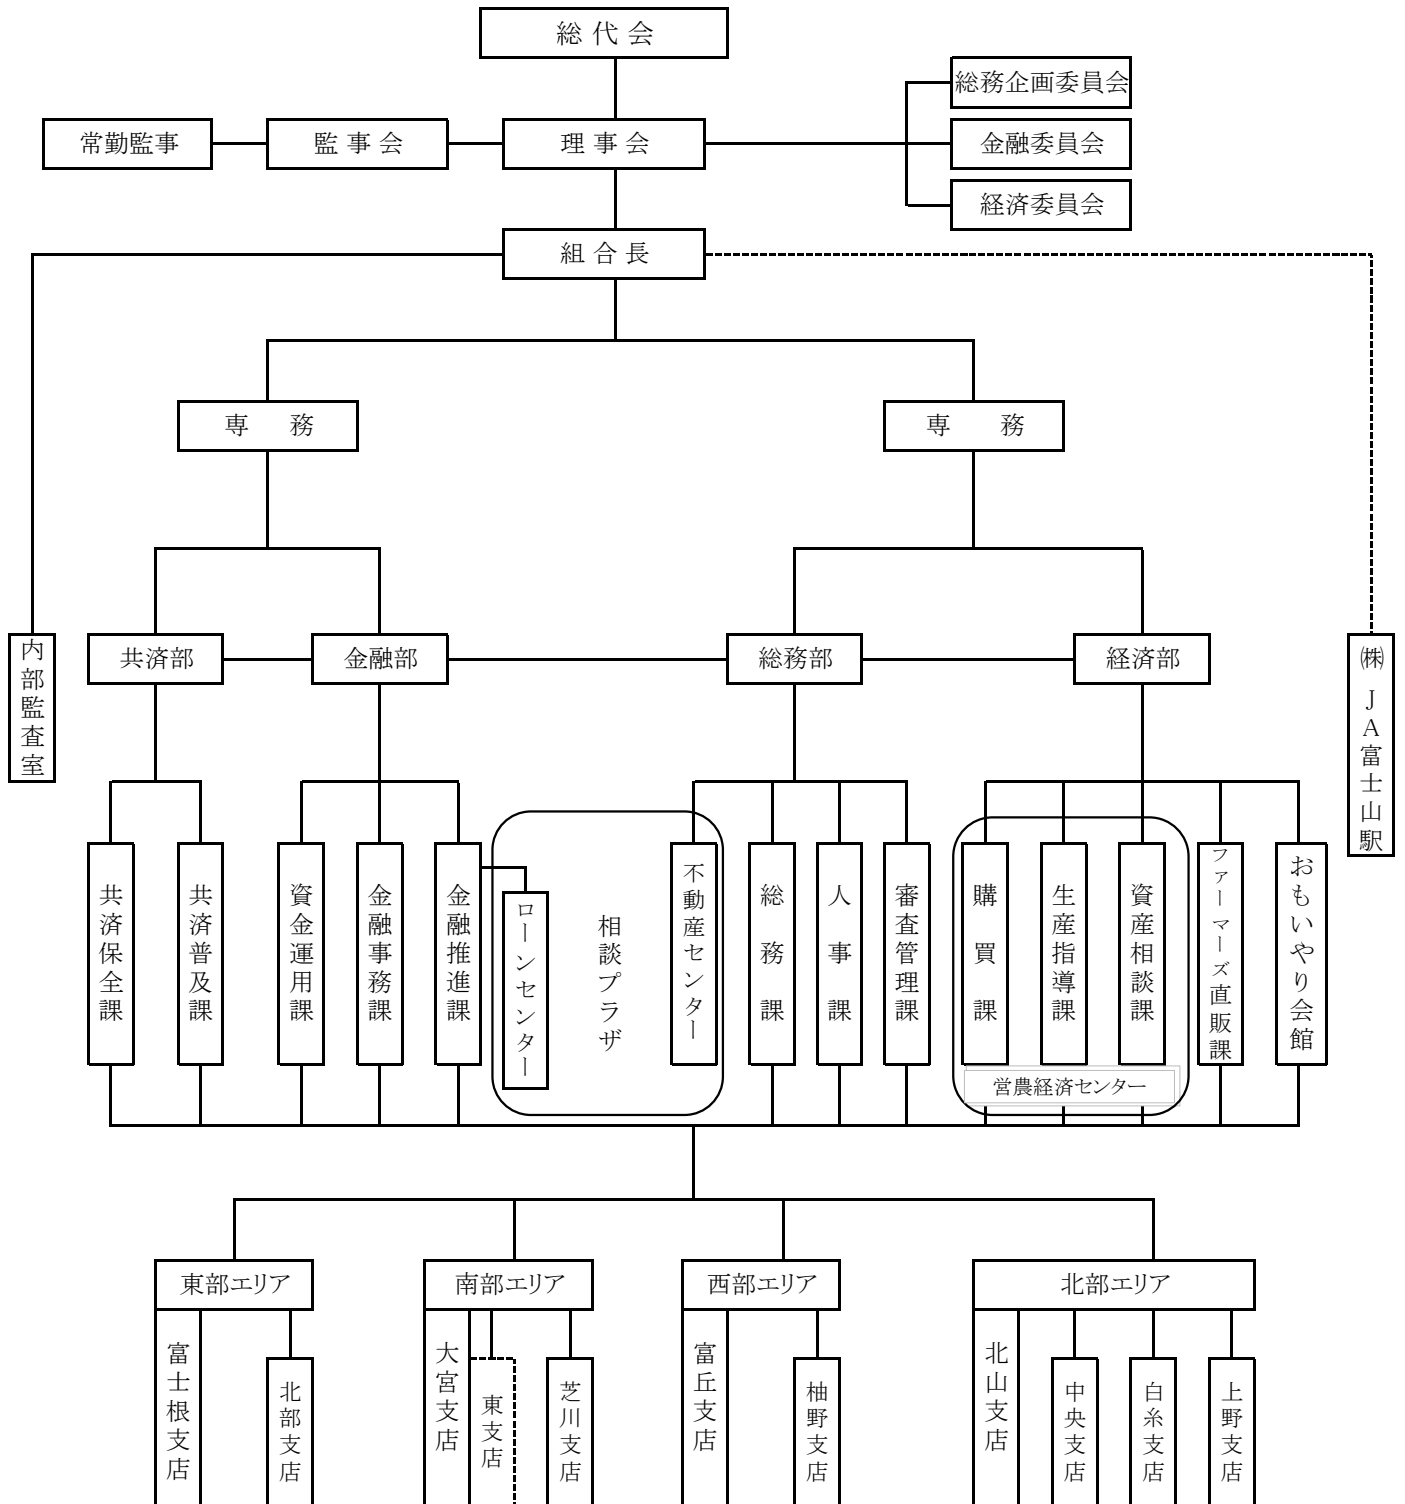 総代会
総務企画委員会
常勤監事
監事会
理事会
金融委員会
経済委員会
組合長
専　務
専　務
内部監査室
共済部
金融部
総務部
経済部
㈱ＪＡ富士山駅
共済保全課
共済普及課
資金運用課
金融事務課
金融推進課
ローンセンター
相談プラザ
不動産センター
総務課
人事課
審査管理課
購買課
生産指導課
資産相談課
ファーマーズ直販課
おもいやり会館
営農経済センター
東部エリア
南部エリア
西部エリア
北部エリア
富士根支店
北部支店
大宮支店
東支店
芝川支店
富丘支店
柚野支店
北山支店
中央支店
白糸支店
上野支店